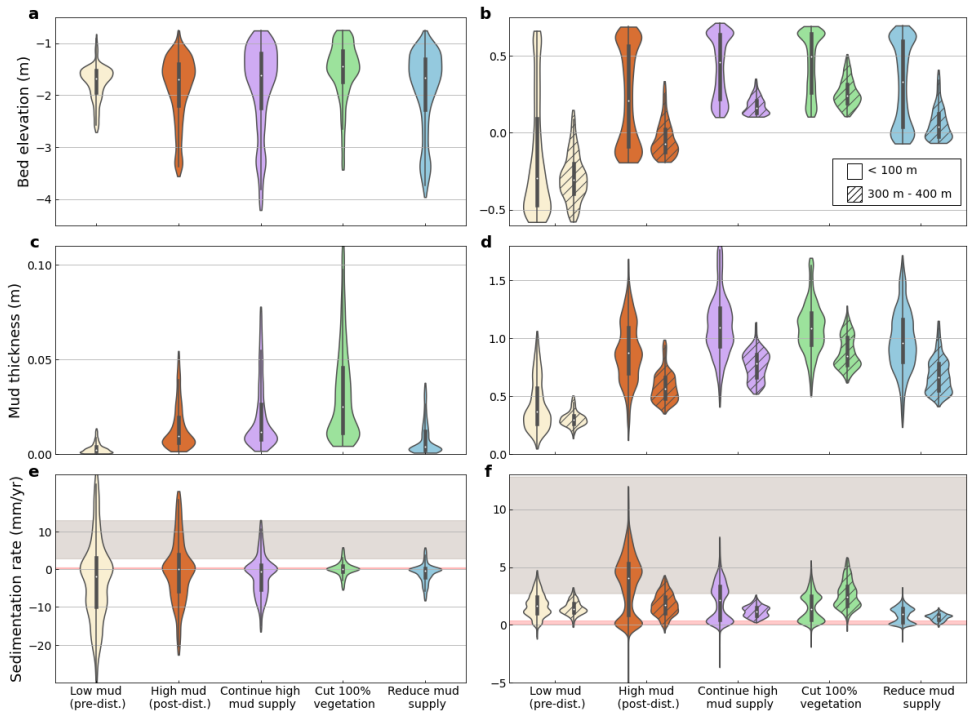 a
b
Bed elevation (m)
−1
−2
−3
−4
0.5
0.0
−0.5
< 100 m
300 m - 400 m
c
d
Mud thickness (m)
0.10
0.05
0.00
1.5
1.0
0.5
0.0
e
f
Sedimentation rate (mm/yr)
10
0
−10
−20
10
5
0
−5
Low mud
(pre-dist.)
High mud
(post-dist.)
Continue high
mud supply
Cut 100%
vegetation
Reduce mud
supply
Low mud
(pre-dist.)
High mud
(post-dist.)
Continue high
mud supply
Cut 100%
vegetation
Reduce mud
supply